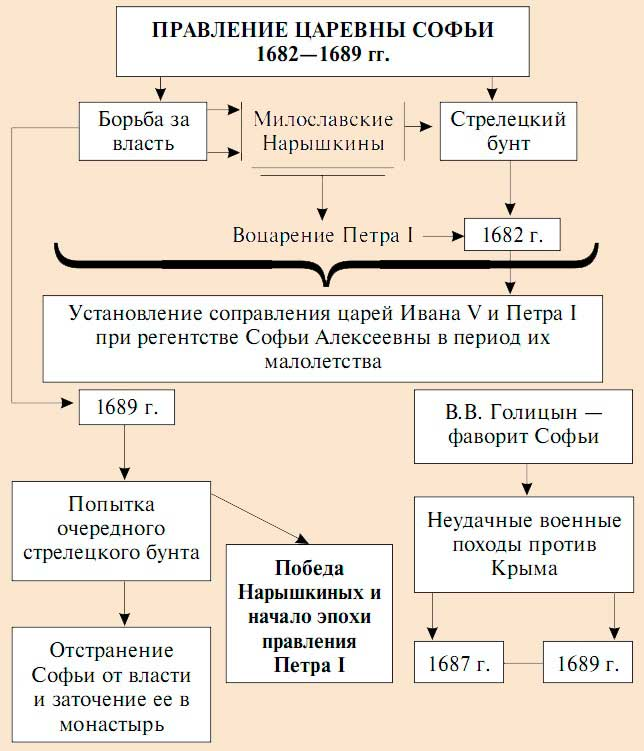 ПРАВЛЕНИЕ ЦАРЕВНЫ СОФЬИ
1682—1689 гг.
Борьба за
власть
Милославские
Нарышкины
Стрелецкий
бунт
Воцарение Петра I
1682 г.
Установление соправления царей Ивана V и Петра I
при регентстве Софьи Алексеевны в период их
малолетства
1689 г.
В.В. Голицын —
фаворит Софьи
Попытка
очередного
стрелецкого бунта
Неудачные военные
походы против
Крыма
Победа
Нарышкиных и
начало эпохи
правления
Петра I
Отстранение
Софьи от власти
и заточение ее в
монастырь
1687 г.
1689 г.